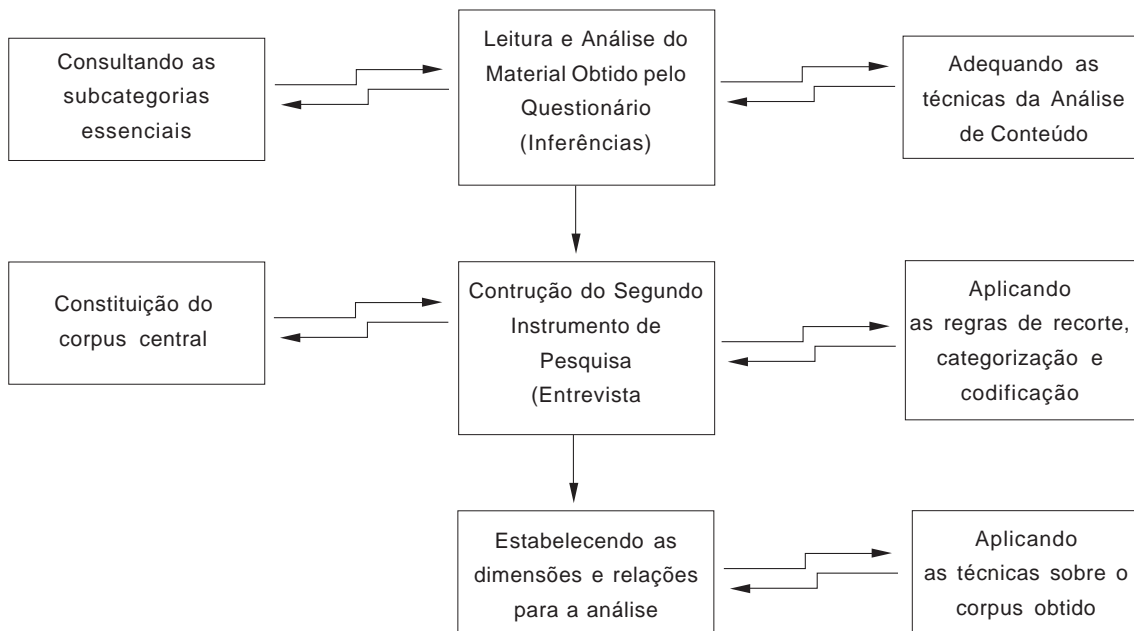 Consultando as
subcategorias
essenciais
Leitura e Análise do
Material Obtido pelo
Questionário
(Inferências)
Adequando as
técnicas da Análise
de Conteúdo
Constituição do
corpus central
Contrução do Segundo
Instrumento de
Pesquisa
(Entrevista
Aplicando
as regras de recorte,
categorização e
codificação
Estabelecendo as
dimensões e relações
para a análise
Aplicando
as técnicas sobre o
corpus obtido